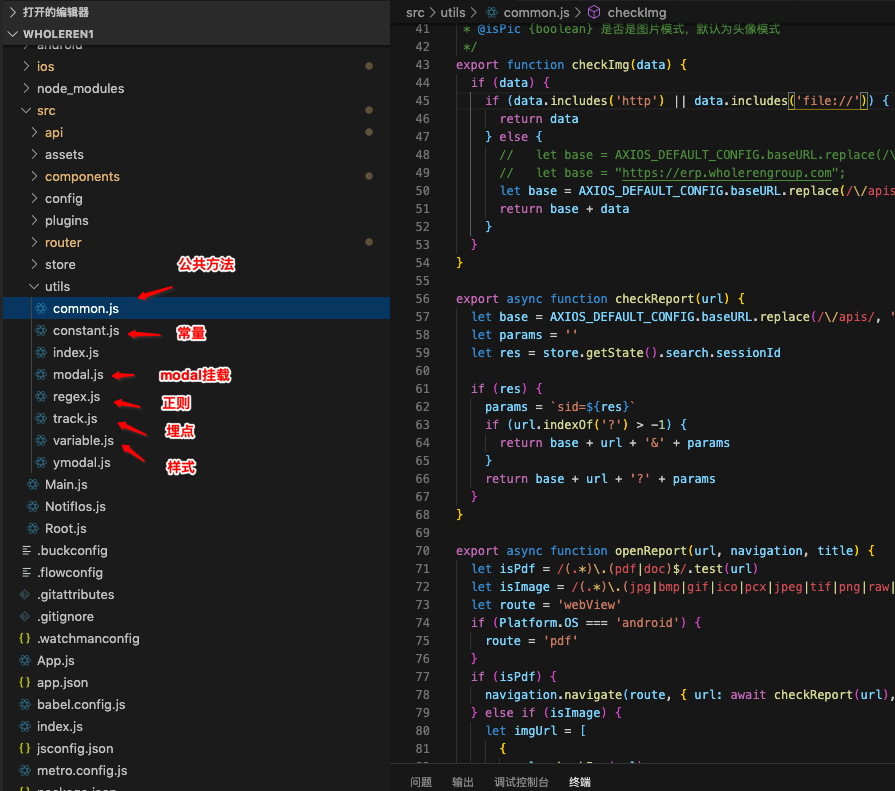 打开的编辑器
WHOLEREN1
android
ios
node_modules
src
api
assets
components
config
plugins
router
store
公共方法
utils
common.js
constant.js
常量
index.js
modal.js
modal挂载
regex.js
正则
track.js
埋点
variable.js
样式
ymodal.js
Main.js
NotifIos.js
Root.js
.buckconfig
.flowconfig
.gitattributes
.gitignore
{} .watchmanconfig
App.js
{} app.json
babel.config.js
index.js
{} jsconfig.json
metro.config.js
{} package.json
src > utils > common.js > checkImg
41 * @isPic {boolean} 是否是图片模式，默认为头像模式
42 */
43 export function checkImg(data) {
44 if (data) {
45 if (data.includes('http') || data.includes('file://')) {
46 return data
47 } else {
48 // let base = AXIOS_DEFAULT_CONFIG.baseURL.replace(/\
49 // let base = "https://erp.wholerengroup.com";
50 let base = AXIOS_DEFAULT_CONFIG.baseURL.replace(/\/apis
51 return base + data
52 }
53 }
54 }
55
56 export async function checkReport(url) {
57 let base = AXIOS_DEFAULT_CONFIG.baseURL.replace(/\/apis/, '
58 let params = ''
59 let res = store.getState().search.sessionId
60
61 if (res) {
62 params = `sid=${res}`
63 if (url.indexOf('?') > -1) {
64 return base + url + '&' + params
65 }
66 return base + url + '?' + params
67 }
68 }
69
70 export async function openReport(url, navigation, title) {
71 let isPdf = /(.*)\.(pdf|doc)$/.test(url)
72 let isImage = /(.*)\.(jpg|bmp|gif|ico|pcx|jpeg|tif|png|raw|
73 let route = 'webView'
74 if (Platform.OS === 'android') {
75 route = 'pdf'
76 }
77 if (isPdf) {
78 navigation.navigate(route, { url: await checkReport(url),
79 } else if (isImage) {
80 let imgUrl = [
81 {
问题 输出 调试控制台 终端